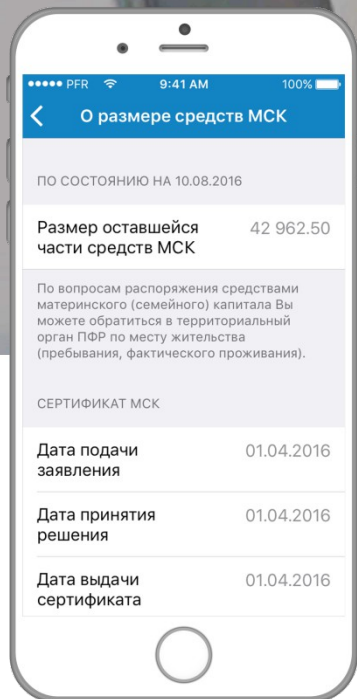 PFR 9:41 AM 100%
О размере средств МСК
ПО СОСТОЯНИЮ НА 10.08.2016
Размер оставшейся 42 962.50
части средств МСК
По вопросам распоряжения средствами
материнского (семейного) капитала Вы
можете обратиться в территориальный
орган ПФР по месту жительства
(пребывания, фактического проживания).
СЕРТИФИКАТ МСК
Дата подачи 01.04.2016
заявления
Дата принятия 01.04.2016
решения
Дата выдачи 01.04.2016
сертификата